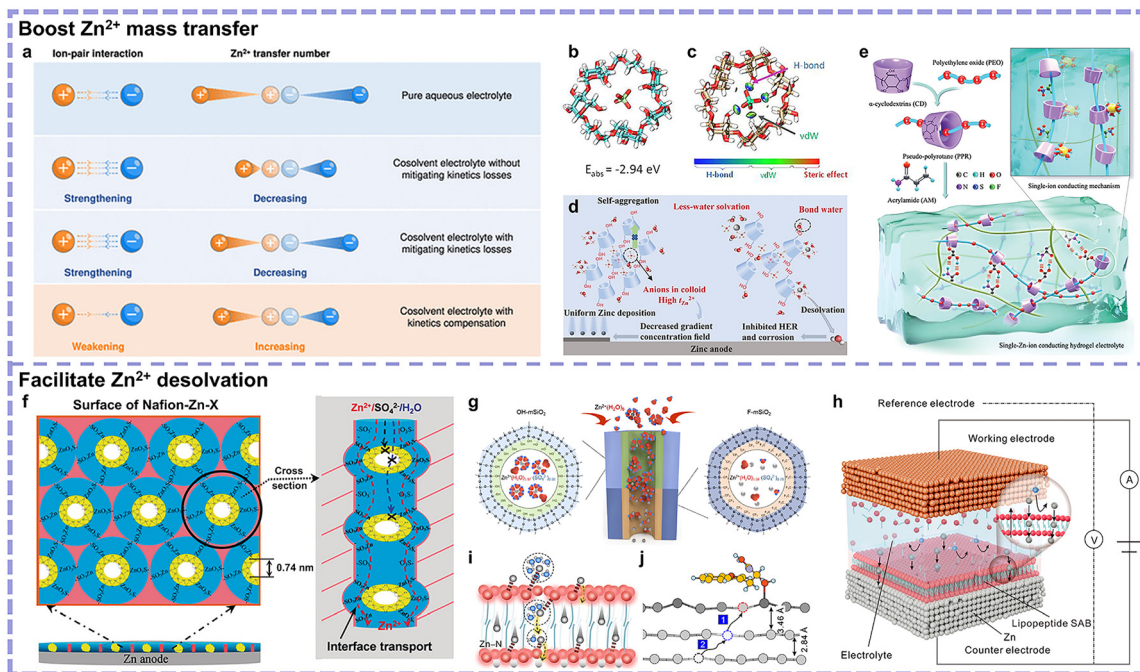 Boost Zn²⁺ mass transfer
a
Ion-pair interaction
Zn²⁺ transfer number
Pure aqueous electrolyte
Strengthening
Decreasing
Cosolvent electrolyte without
mitigating kinetics losses
Strengthening
Decreasing
Cosolvent electrolyte with
mitigating kinetics losses
Weakening
Increasing
Cosolvent electrolyte with
kinetics compensation
b
E_abs = -2.94 eV
c
H-bond
vdW
H-bond
vdW
Steric effect
d
Self-aggregation
Less-water solvation
Bond water
Anions in colloid
High t_Zn²⁺
Uniform Zinc deposition
Decreased gradient
concentration field
Inhibited HER
and corrosion
Desolvation
Zinc anode
e
Polyethylene oxide (PEO)
α-cyclodextrins (CD)
Pseudo-polyrotane (PPR)
Acrylamide (AM)
C H O
N S F
Single-ion conducting mechanism
Single-Zn-ion conducting hydrogel electrolyte
Facilitate Zn²⁺ desolvation
f
Surface of Nafion-Zn-X
Cross
section
0.74 nm
Zn anode
Zn²⁺/SO₄²⁻/H₂O
Zn²⁺
Interface transport
g
OH-mSiO₂
F-mSiO₂
h
Reference electrode
Working electrode
A
V
Lipopeptide SAB
Zn
Counter electrode
Electrolyte
i
Zn–N
j
1
2
3.46 Å
2.84 Å